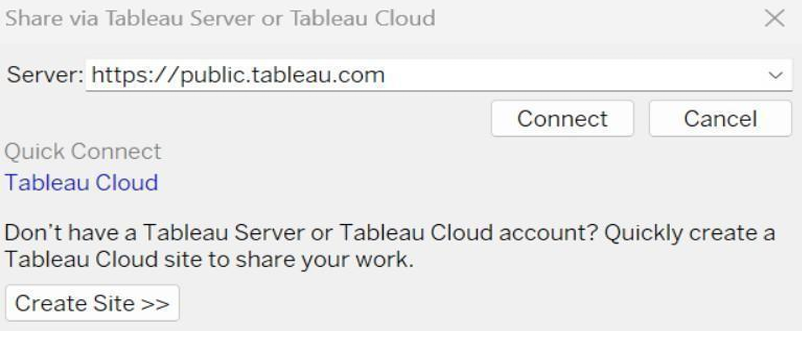 Share via Tableau Server or Tableau Cloud
Server: https://public.tableau.com
Connect Cancel
Quick Connect
Tableau Cloud
Don't have a Tableau Server or Tableau Cloud account? Quickly create a
Tableau Cloud site to share your work.
Create Site >>